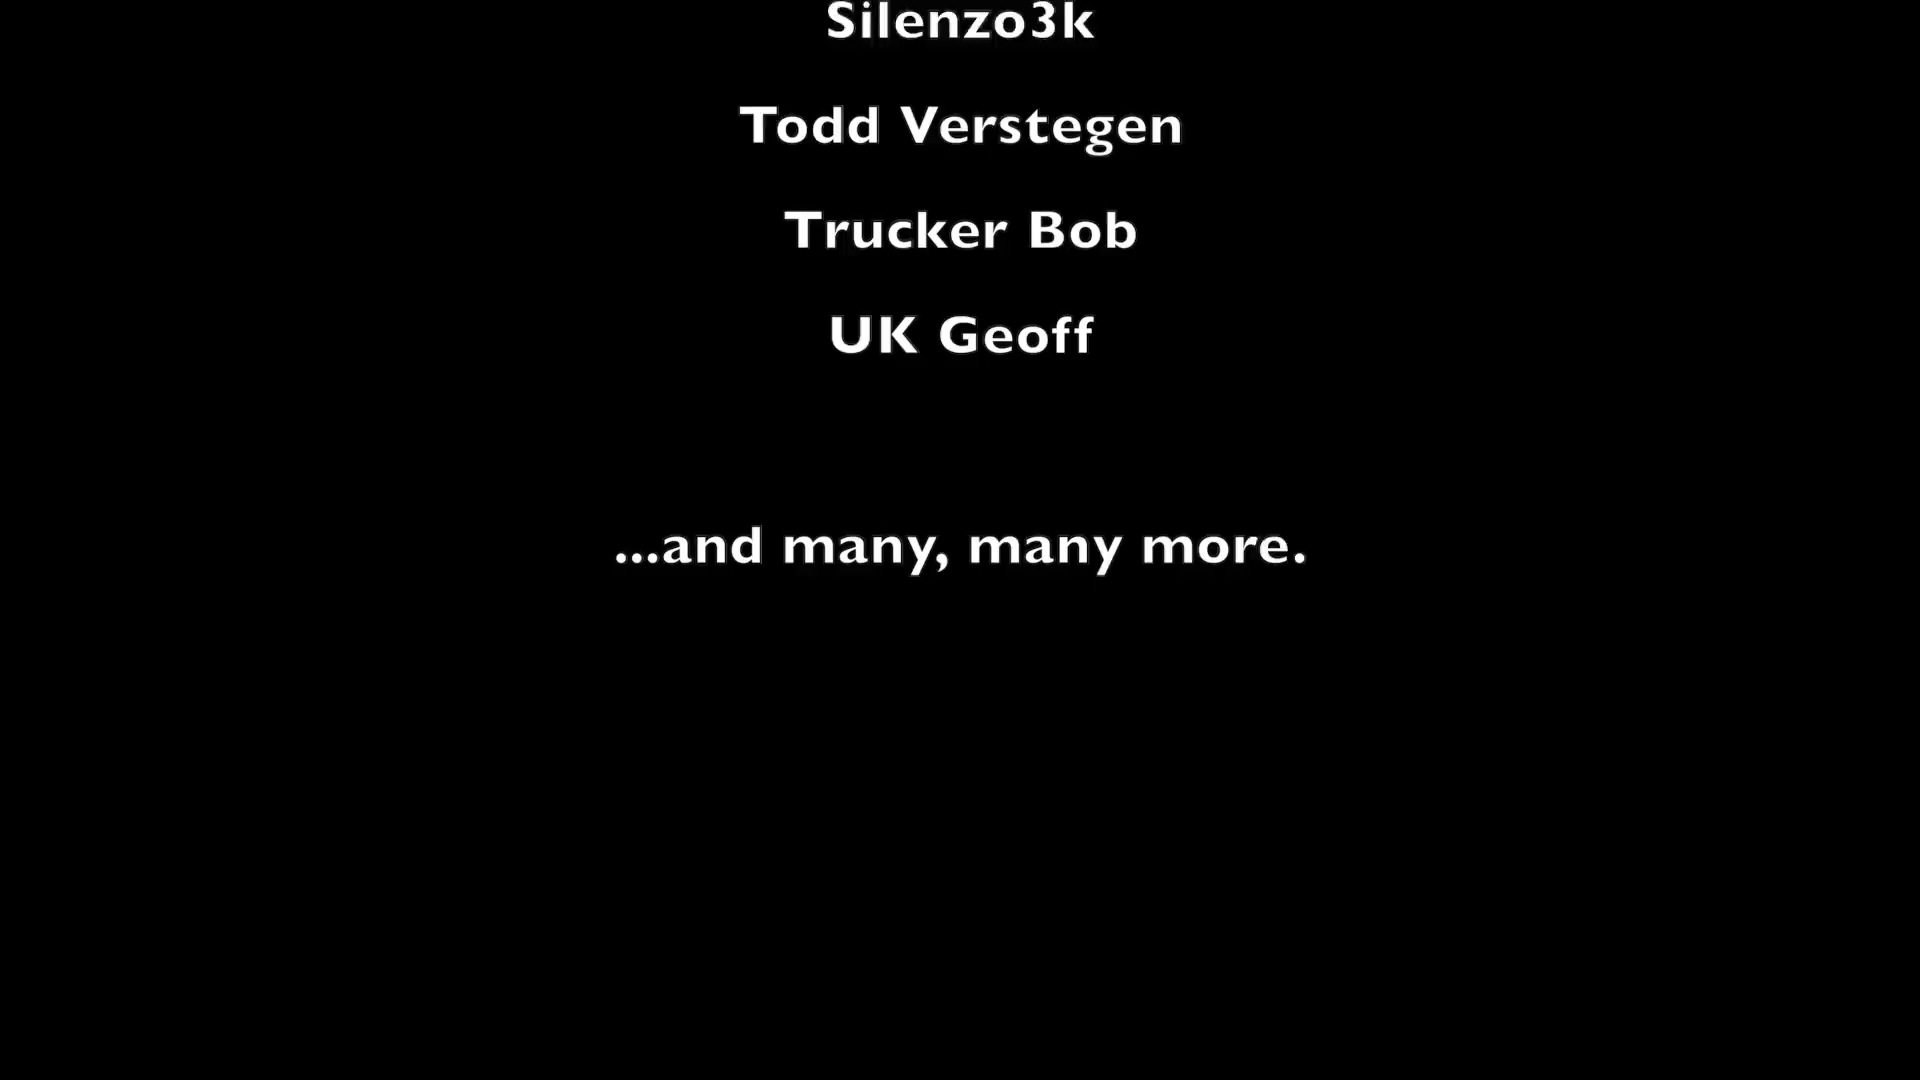 Silenzo3k
Todd Verstegen
Trucker Bob
UK Geoff
...and many, many more.